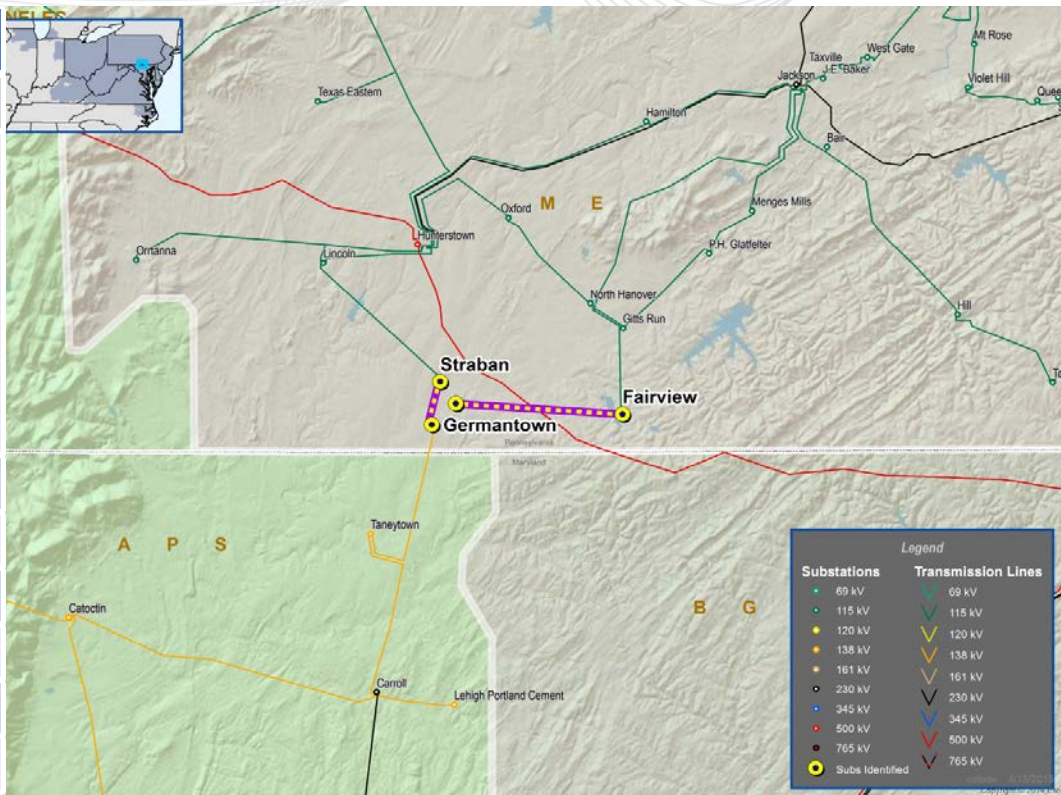 Texas Eastern
Hamilton
Jackson
Taxville
J.E. Baker
West Gate
Mt Rose
Violet Hill
Bair
M E
Oxford
Menges Mills
Hunterstown
Orrtanna
Lincoln
P.H. Glatfelter
North Hanover
Gitts Run
Hill
Straban
Fairview
Germantown
Pennsylvania
Maryland
Taneytown
A P S
B G
Catoctin
Carroll
Lehigh Portland Cement
Legend
Substations
69 kV
115 kV
120 kV
138 kV
161 kV
230 kV
345 kV
500 kV
765 kV
Subs Identified
Transmission Lines
69 kV
115 kV
120 kV
138 kV
161 kV
230 kV
345 kV
500 kV
765 kV